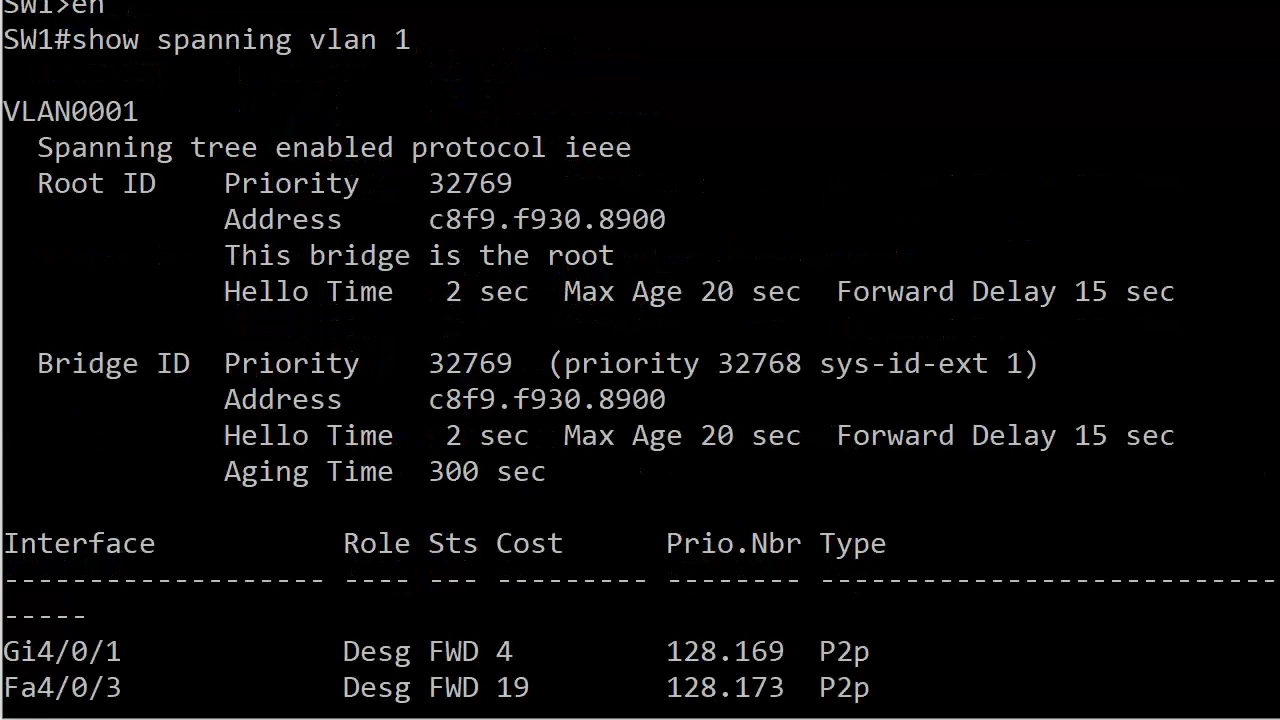 SW1>en
SW1#show spanning vlan 1
VLAN0001
  Spanning tree enabled protocol ieee
  Root ID    Priority    32769
             Address     c8f9.f930.8900
             This bridge is the root
             Hello Time   2 sec  Max Age 20 sec  Forward Delay 15 sec
  Bridge ID  Priority    32769  (priority 32768 sys-id-ext 1)
             Address     c8f9.f930.8900
             Hello Time   2 sec  Max Age 20 sec  Forward Delay 15 sec
             Aging Time  300 sec
Interface           Role Sts Cost      Prio.Nbr Type
------------------- ---- --- --------- -------- ---------------------------
-----
Gi4/0/1             Desg FWD 4         128.169  P2p
Fa4/0/3             Desg FWD 19        128.173  P2p